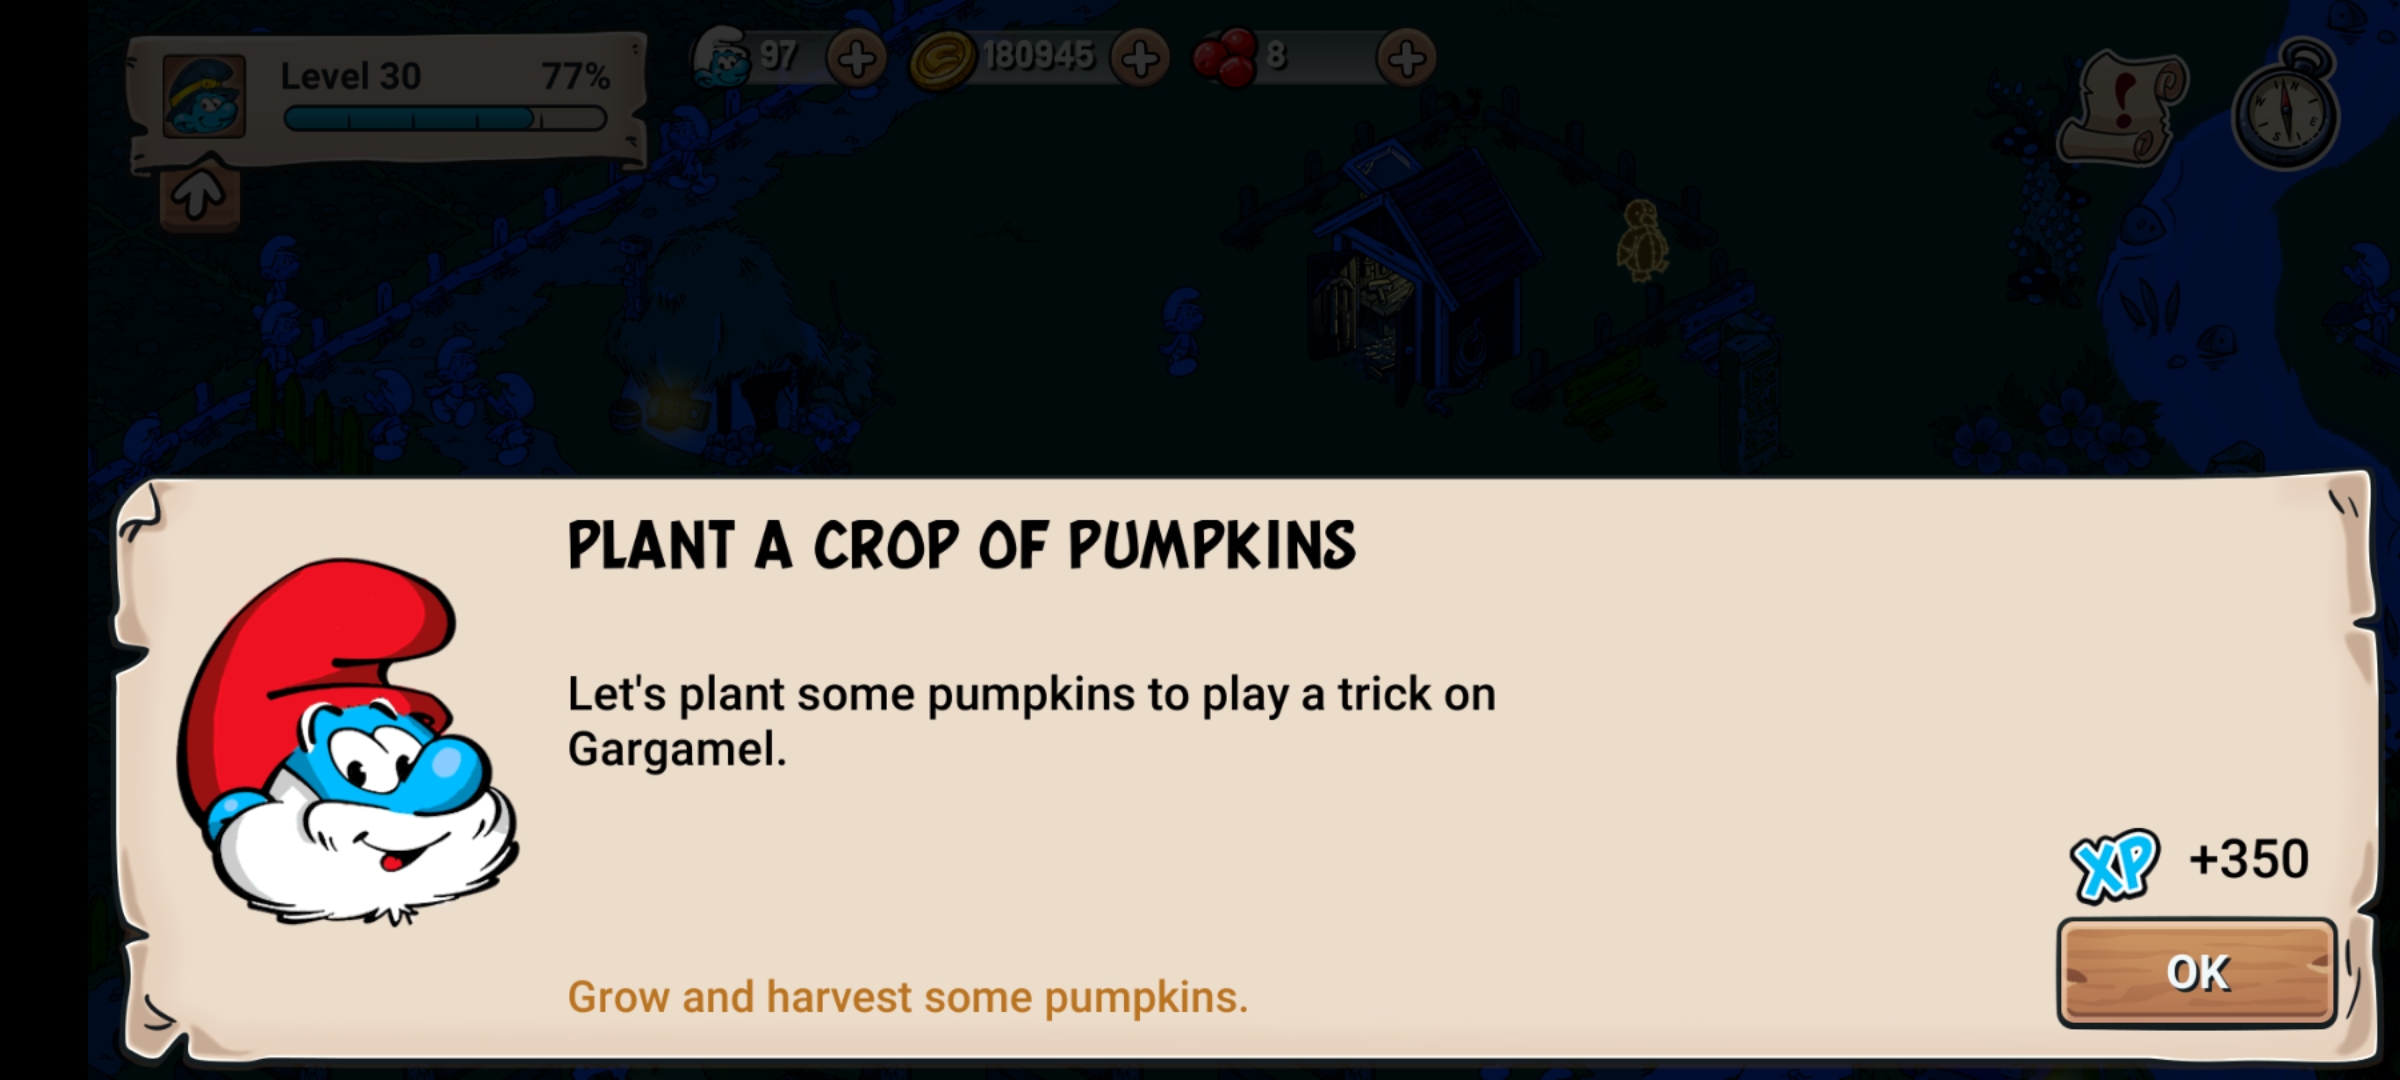 Level 30 77%
97
180945
8
PLANT A CROP OF PUMPKINS
Let's plant some pumpkins to play a trick on
Gargamel.
XP +350
Grow and harvest some pumpkins.
OK